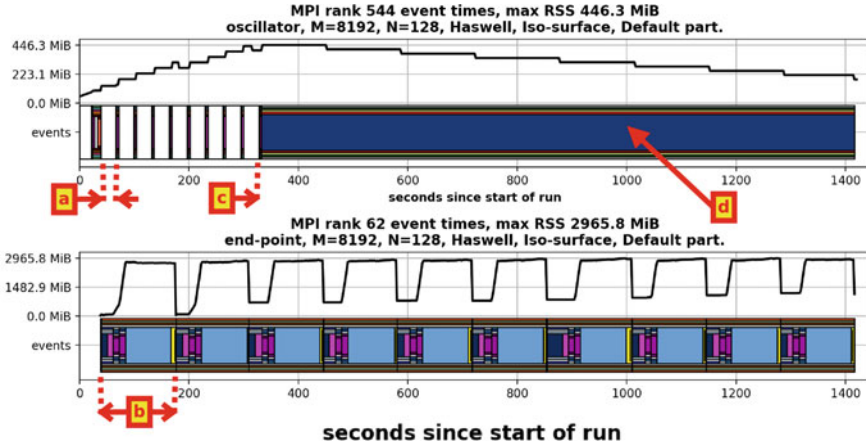 MPI rank 544 event times, max RSS 446.3 MiB
oscillator, M=8192, N=128, Haswell, Iso-surface, Default part.
446.3 MiB
223.1 MiB
0.0 MiB
events
0 200 400 600 800 1000 1200 1400
seconds since start of run
a
c
d
MPI rank 62 event times, max RSS 2965.8 MiB
end-point, M=8192, N=128, Haswell, Iso-surface, Default part.
2965.8 MiB
1482.9 MiB
0.0 MiB
events
0 200 400 600 800 1000 1200 1400
b
seconds since start of run